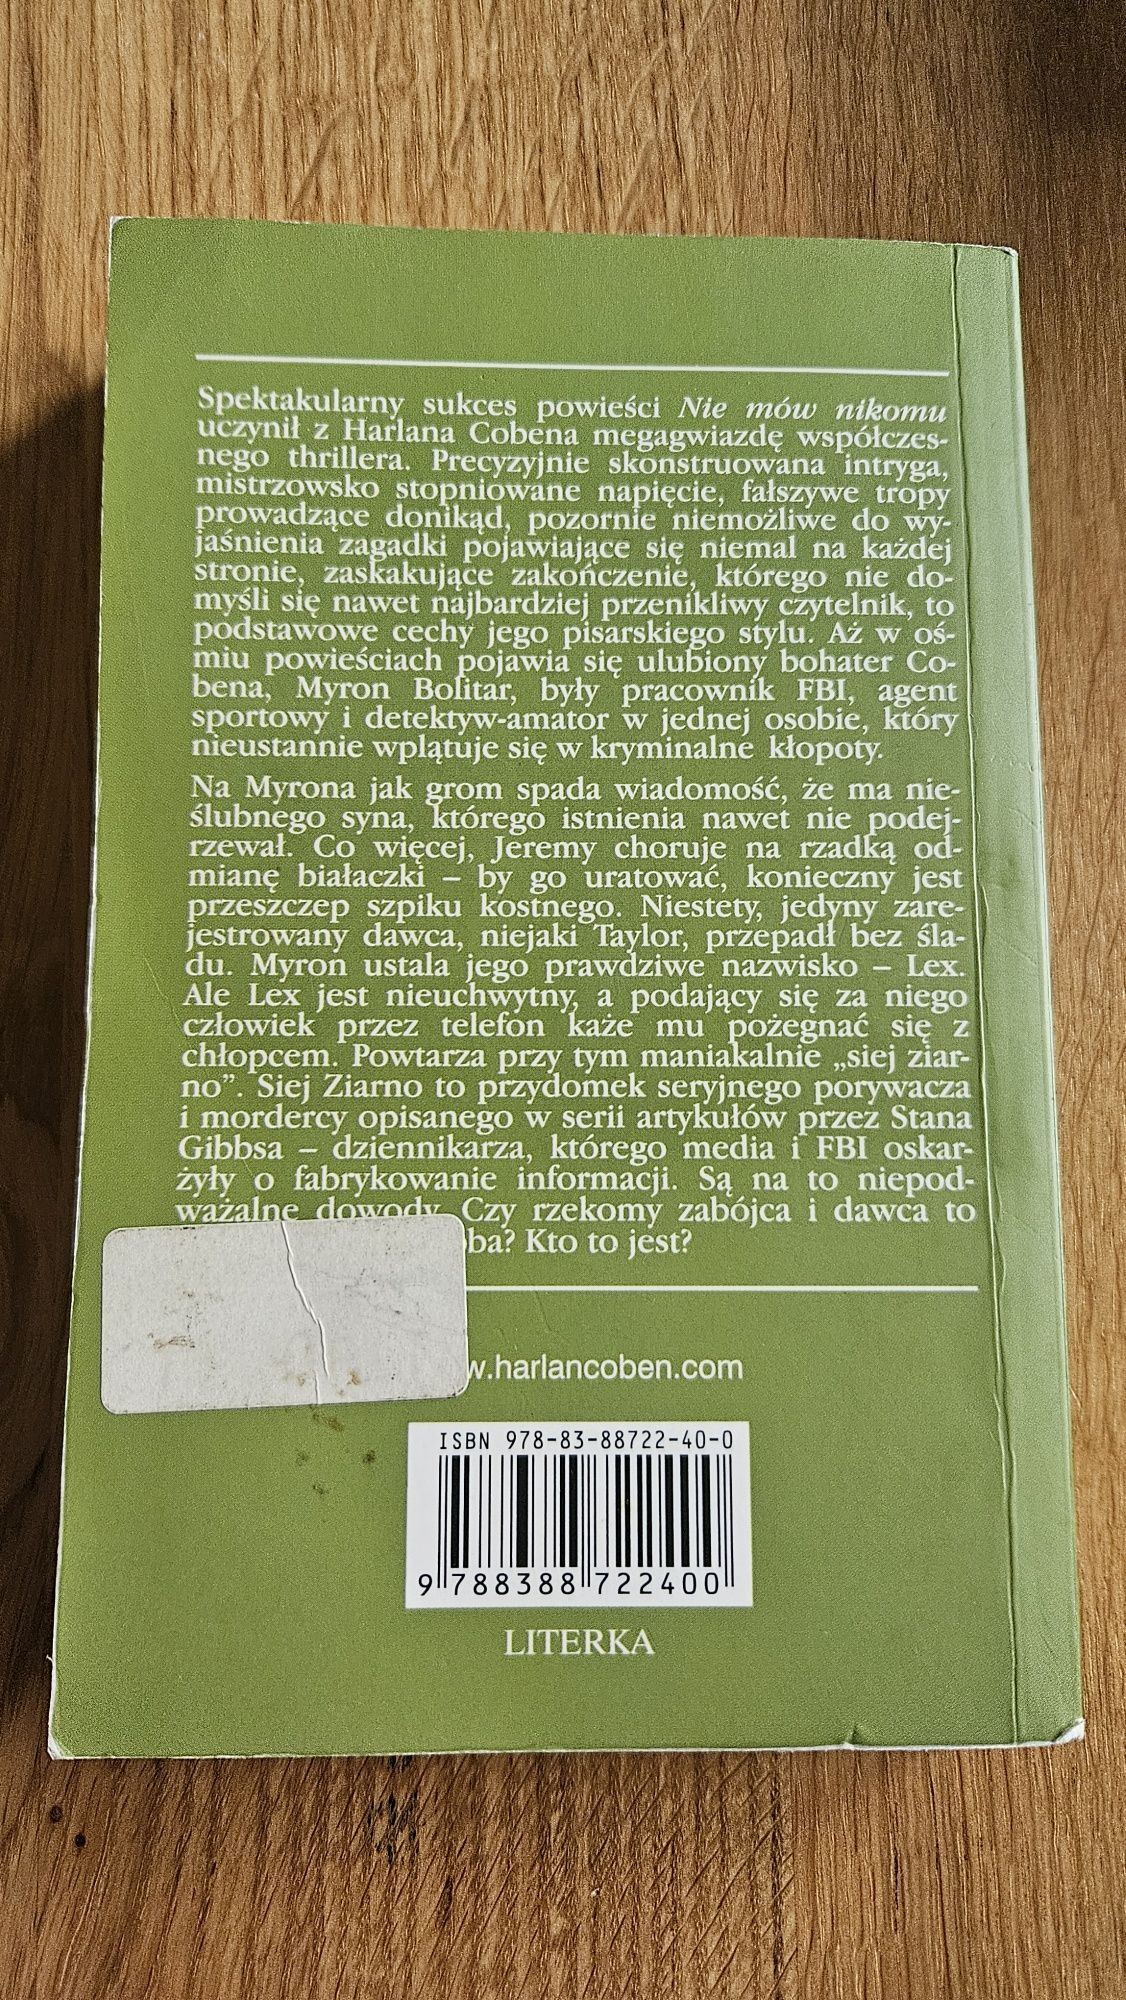 Spektakularny sukces powieści Nie mów nikomu
uczynił z Harlana Cobena megagwiazdę współczes-
nego thrillera. Precyzyjnie skonstruowana intryga,
mistrzowsko stopniowane napięcie, fałszywe tropy
prowadzące donikąd, pozornie niemożliwe do wy-
jaśnienia zagadki pojawiające się niemal na każdej
stronie, zaskakujące zakończenie, którego nie do-
myśli się nawet najbardziej przenikliwy czytelnik, to
podstawowe cechy jego pisarskiego stylu. Aż w oś-
miu powieściach pojawia się ulubiony bohater Co-
bena, Myron Bolitar, były pracownik FBI, agent
sportowy i detektyw-amator w jednej osobie, który
nieustannie wplątuje się w kryminalne kłopoty.
Na Myrona jak grom spada wiadomość, że ma nie-
ślubnego syna, którego istnienia nawet nie podej-
rzewał. Co więcej, Jeremy choruje na rzadką od-
mianę białaczki – by go uratować, konieczny jest
przeszczep szpiku kostnego. Niestety, jedyny zare-
jestrowany dawca, niejaki Taylor, przepadł bez śla-
du. Myron ustala jego prawdziwe nazwisko – Lex.
Ale Lex jest nieuchwytny, a podający się za niego
człowiek przez telefon każe mu pożegnać się z
chłopcem. Powtarza przy tym maniakalnie „siej ziar-
no”. Siej Ziarno to przydomek seryjnego porywacza
i mordercy opisanego w serii artykułów przez Stana
Gibbsa – dziennikarza, którego media i FBI oskar-
żyły o fabrykowanie informacji. Są na to niepod-
ważalne dowody. Czy rzekomy zabójca i dawca to
ba? Kto to jest?
w.harlancoben.com
ISBN 978-83-88722-40-0
9 788388 722400
LITERKA